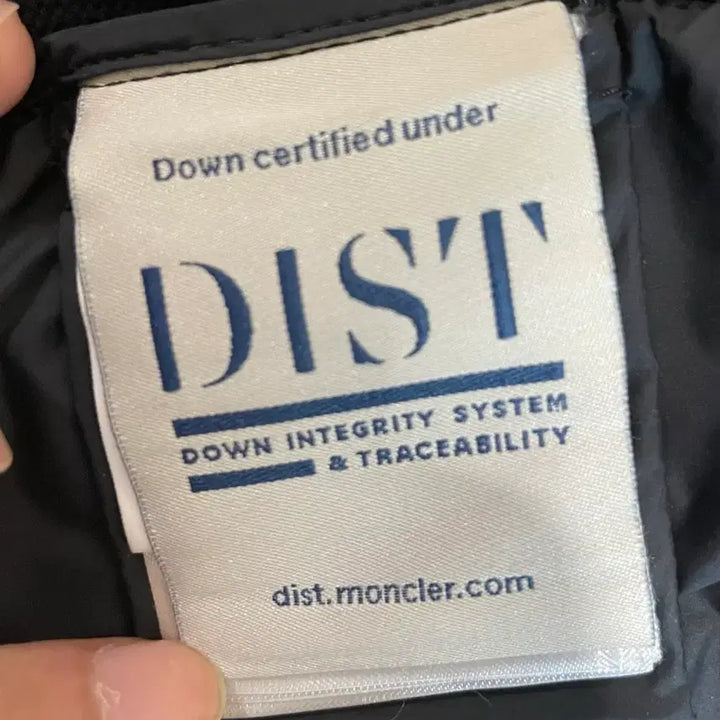 Down certified under
DIST
DOWN INTEGRITY SYSTEM
& TRACEABILITY
dist.moncler.com